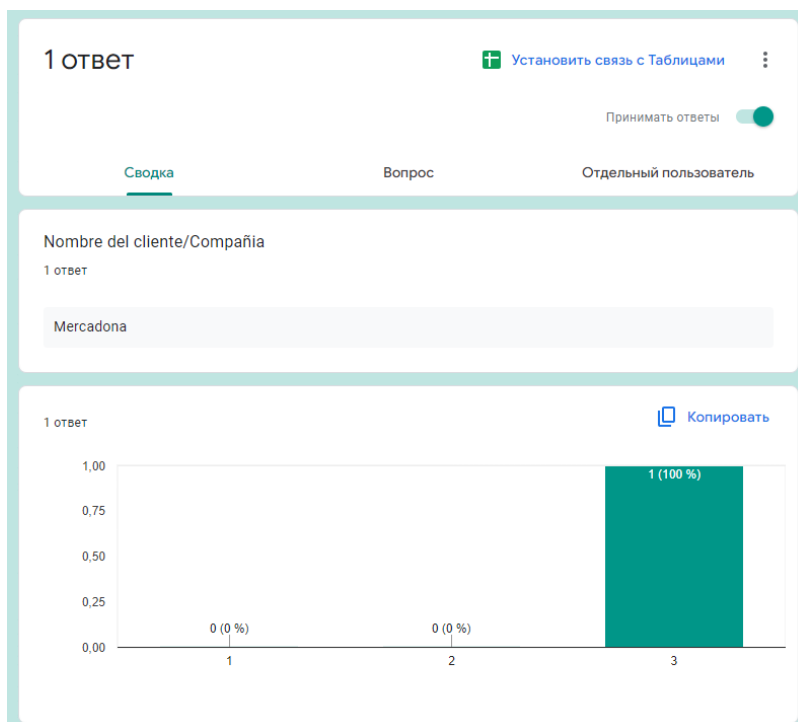 1 ответ
Установить связь с Таблицами
Принимать ответы
Сводка
Вопрос
Отдельный пользователь
Nombre del cliente/Compañia
1 ответ
Mercadona
1 ответ
Копировать
1,00
0,75
0,50
0,25
0,00
0 (0 %)
0 (0 %)
1 (100 %)
1
2
3